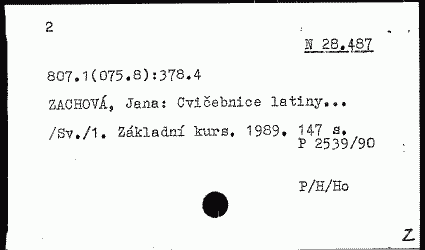 2
N 28.487
807.1(075.8):378.4
ZACHOVÁ, Jana: Cvičebnice latiny...
/Sv./1. Základní kurs. 1989. 147 s.
P 2539/90
P/H/Ho
Z